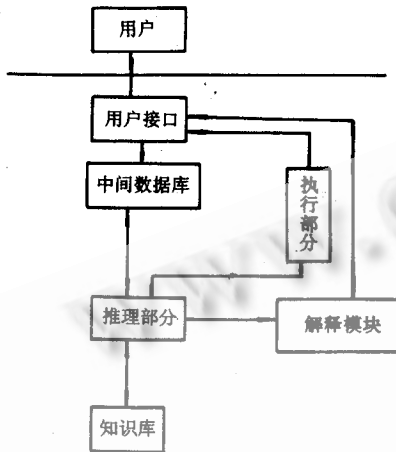 用户
用户接口
中间数据库
执行部分
推理部分
解释模块
知识库